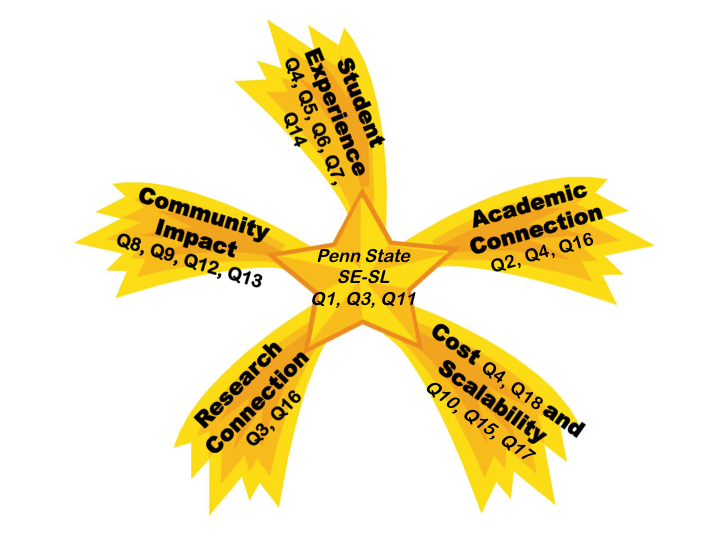 Student
Experience
Q4, Q5, Q6, Q7,
Q14
Academic
Connection
Q2, Q4, Q16
Community
Impact
Q8, Q9, Q12, Q13
Penn State
SE-SL
Q1, Q3, Q11
Research
Connection
Q3, Q16
Cost Q4, Q18 and
Scalability
Q10, Q15, Q17